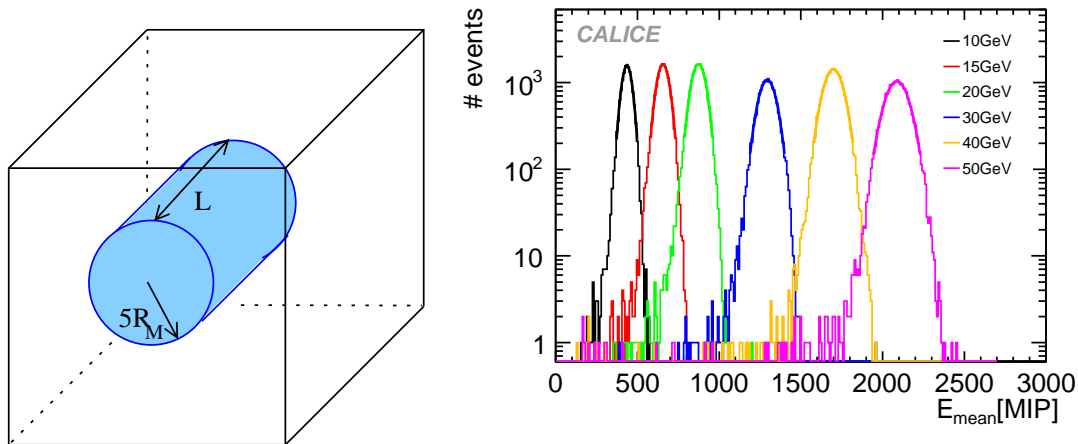 L
5R_M
CALICE
# events
10³
10²
10
1
10GeV
15GeV
20GeV
30GeV
40GeV
50GeV
0 500 1000 1500 2000 2500 3000
E_mean[MIP]